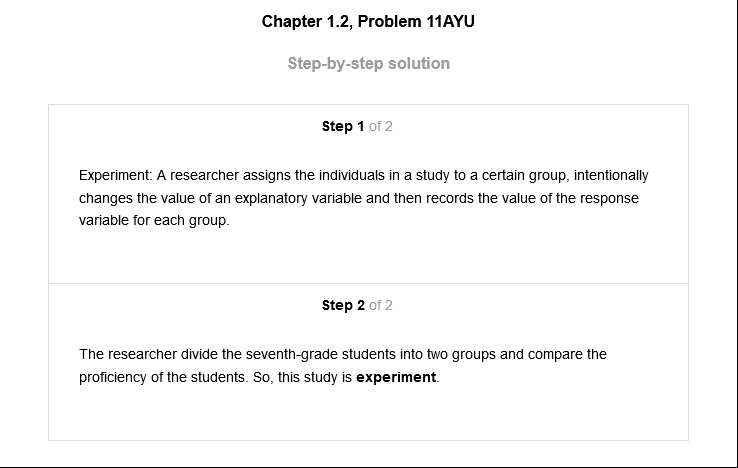 Chapter 1.2, Problem 11AYU
Step-by-step solution
Step 1 of 2
Experiment: A researcher assigns the individuals in a study to a certain group, intentionally
changes the value of an explanatory variable and then records the value of the response
variable for each group.
Step 2 of 2
The researcher divide the seventh-grade students into two groups and compare the
proficiency of the students. So, this study is experiment.